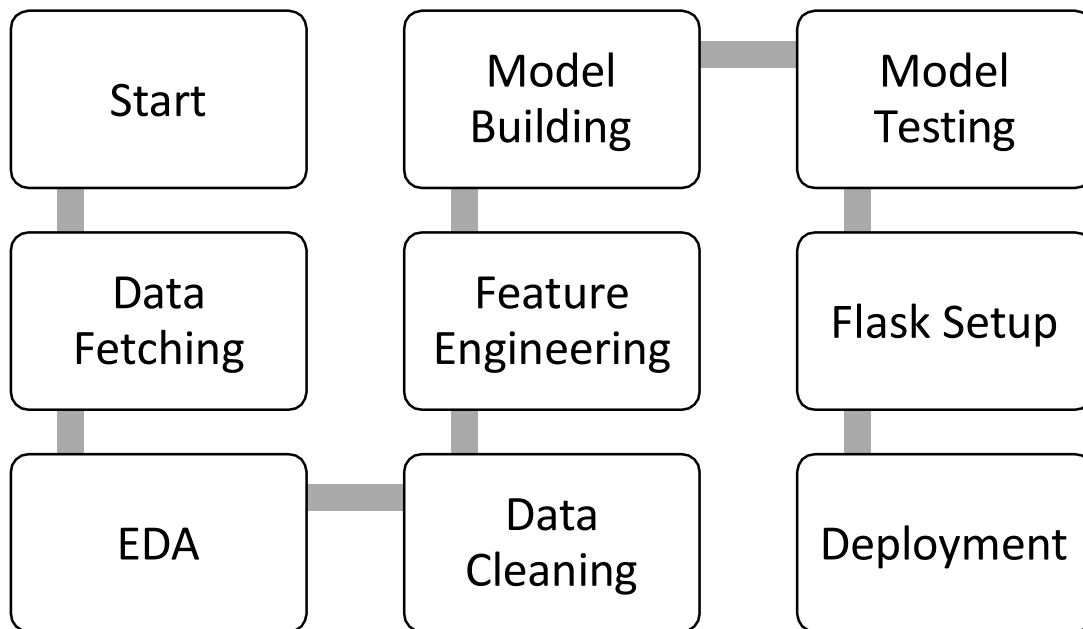 Start
Data
Fetching
EDA
Data
Cleaning
Feature
Engineering
Model
Building
Model
Testing
Flask Setup
Deployment